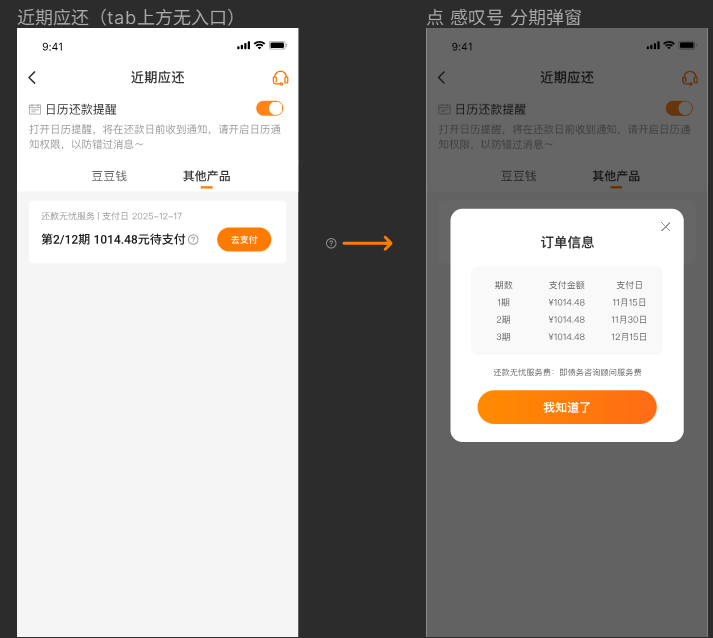 近期应还（tab上方无入口）
9:41
近期应还
日历还款提醒
打开日历提醒，将在还款日前收到通知，请开启日历通
知权限，以防错过消息～
豆豆钱
其他产品
还款无忧服务 | 支付日 2025-12-17
第2/12期 1014.48元待支付
去支付
点 感叹号 分期弹窗
9:41
近期应还
日历还款提醒
打开日历提醒，将在还款日前收到通知，请开启日历通
知权限，以防错过消息～
豆豆钱
其他产品
订单信息
期数 支付金额 支付日
1期 ¥1014.48 11月15日
2期 ¥1014.48 11月30日
3期 ¥1014.48 12月15日
还款无忧服务费：即债务咨询顾问服务费
我知道了